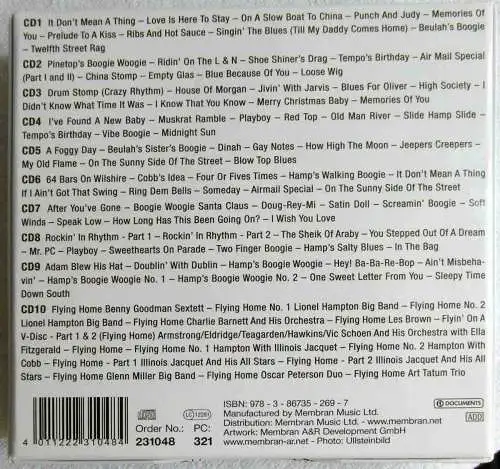 CD1 It Don't Mean A Thing – Love Is Here To Stay – On A Slow Boat To China – Punch And Judy – Memories Of
You – Prelude To A Kiss – Ribs And Hot Sauce – Singin' The Blues (Till My Daddy Comes Home) – Beulah's Boogie –
Twelfth Street Rag
CD2 Pinetop's Boogie Woogie – Ridin' On The L & N – Shoe Shiner's Drag – Tempo's Birthday – Air Mail Special
(Part I and II) – China Stomp – Empty Glas – Blue Because Of You – Loose Wig
CD3 Drum Stomp (Crazy Rhythm) – House Of Morgan – Jivin' With Jarvis – Blues For Oliver – High Society – I
Didn't Know What Time It Was – I Know That You Know – Merry Christmas Baby – Memories Of You
CD4 I've Found A New Baby – Muskrat Ramble – Playboy – Red Top – Old Man River – Slide Hamp Slide –
Tempo's Birthday – Vibe Boogie – Midnight Sun
CD5 A Foggy Day – Beulah's Sister's Boogie – Dinah – Gay Notes – How High The Moon – Jeepers Creepers –
My Old Flame – On The Sunny Side Of The Street – Blow Top Blues
CD6 64 Bars On Wilshire – Cobb's Idea – Four Or Fives Times – Hamp's Walking Boogie – It Don't Mean A Thing
If I Ain't Got That Swing – Ring Dem Bells – Someday – Airmail Special – On The Sunny Side Of The Street
CD7 After You've Gone – Boogie Woogie Santa Claus – Doug-Rey-Mi – Satin Doll – Screamin' Boogie – Soft
Winds – Speak Low – How Long Has This Been Going On? – I Wish You Love
CD8 Rockin' In Rhythm - Part 1 – Rockin' In Rhythm - Part 2 – The Sheik Of Araby – You Stepped Out Of A Dream
– Mr. PC – Playboy – Sweethearts On Parade – Two Finger Boogie – Hamp's Salty Blues – In The Bag
CD9 Adam Blew His Hat – Doublin' With Dublin – Hamp's Boogie Woogie – Hey! Ba-Ba-Re-Bop – Ain't Misbeha-
vin' – Hamp's Boogie Woogie No. 1 – Hamp's Boogie Woogie No. 2 – One Sweet Letter From You – Sleepy Time
Down South
CD10 Flying Home Benny Goodman Sextett – Flying Home No. 1 Lionel Hampton Big Band – Flying Home No. 2
Lionel Hampton Big Band – Flying Home Charlie Barnett And His Orchestra – Flying Home Les Brown – Flyin' On A
V-Disc - Part 1 & 2 (Flying Home) Armstrong/Eldridge/Teagarden/Hawkins/Vic Schoen And His Orchestra with Ella
Fitzgerald – Flying Home – Flying Home No. 1 Hampton With Illinois Jacquet – Flying Home No. 2 Hampton With
Cobb – Flying Home - Part 1 Illinois Jacquet And His All Stars – Flying Home - Part 2 Illinois Jacquet And His All
Stars – Flying Home Glenn Miller Big Band – Flying Home Oscar Peterson Duo – Flying Home Art Tatum Trio
4 011222 310484
LC 12281
Order No.: PC:
231048 321
ISBN: 978 - 3 - 86735 - 269 - 7
Manufactured by Membran Music Ltd.
Distribution: Membran Music Ltd. - www.membran.net
Artwork: Membran A&R Development GmbH
www.membran-ar.net - Photo: Ullsteinbild
DOCUMENTS
ADD